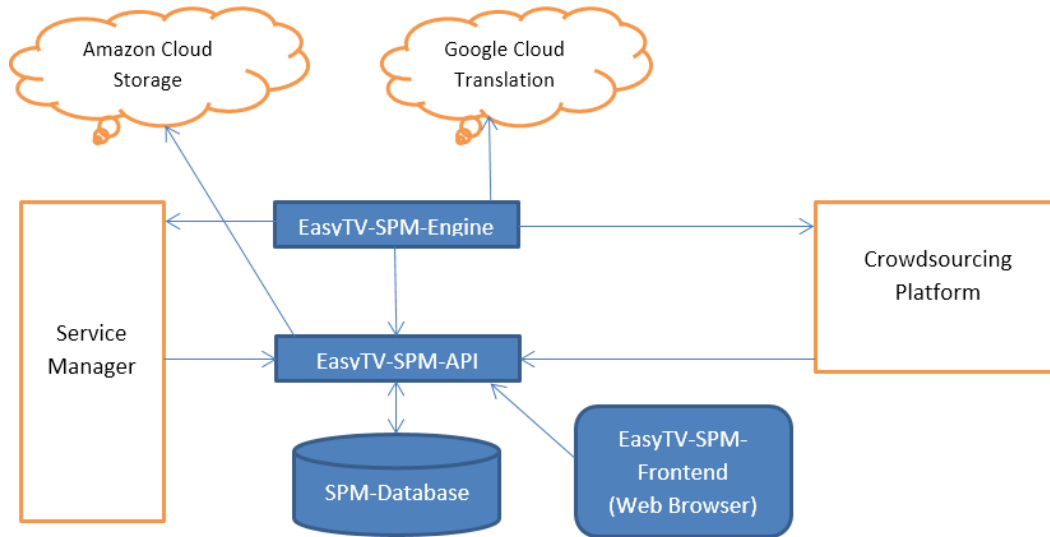 Amazon Cloud
Storage
Google Cloud
Translation
EasyTV-SPM-Engine
Crowdsourcing
Platform
Service
Manager
EasyTV-SPM-API
EasyTV-SPM-
Frontend
(Web Browser)
SPM-Database